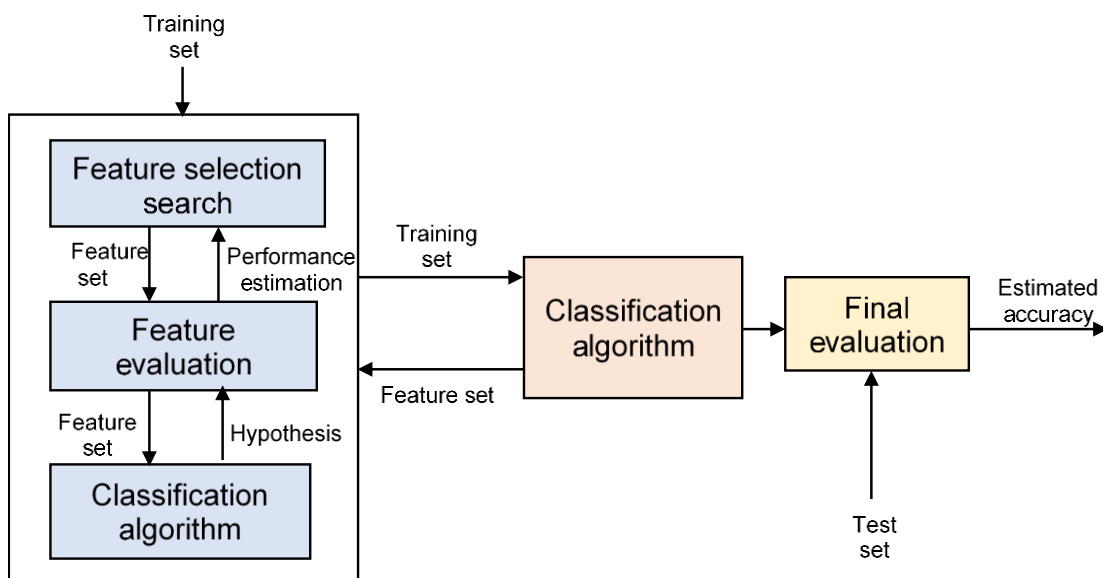 Training
set
Feature selection
search
Feature
set
Performance
estimation
Feature
evaluation
Feature
set
Hypothesis
Classification
algorithm
Training
set
Feature set
Classification
algorithm
Final
evaluation
Estimated
accuracy
Test
set